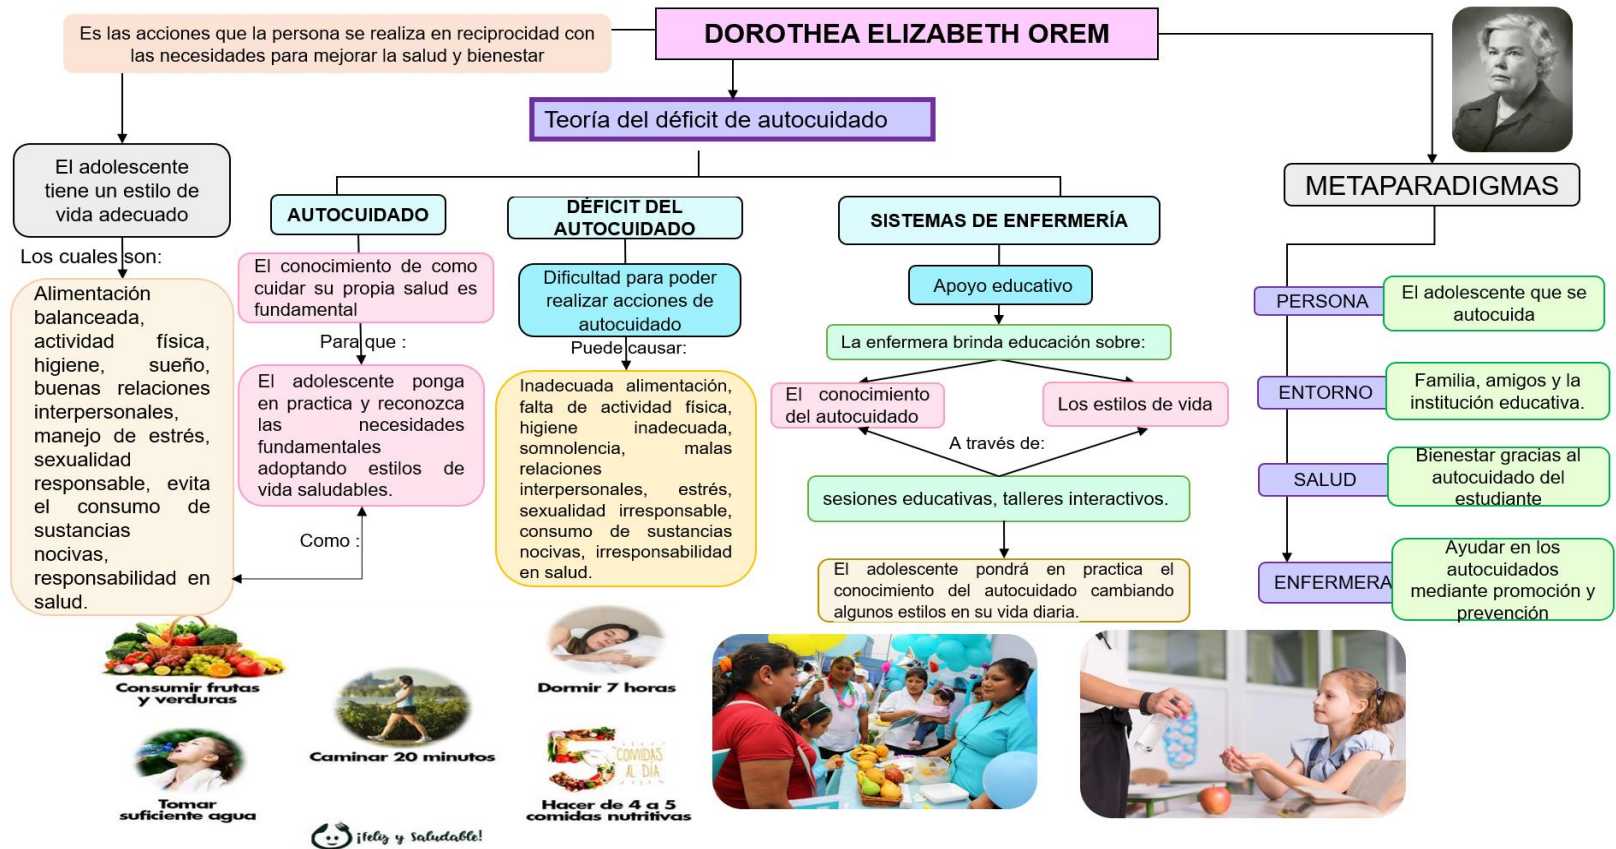 DOROTHEA ELIZABETH OREM
Es las acciones que la persona se realiza en reciprocidad con
las necesidades para mejorar la salud y bienestar
Teoría del déficit de autocuidado
El adolescente
tiene un estilo de
vida adecuado
Los cuales son:
Alimentación
balanceada,
actividad física,
higiene, sueño,
buenas relaciones
interpersonales,
manejo de estrés,
sexualidad
responsable, evita
el consumo de
sustancias
nocivas,
responsabilidad en
salud.
AUTOCUIDADO
El conocimiento de como
cuidar su propia salud es
fundamental
Para que :
El adolescente ponga
en practica y reconozca
las necesidades
fundamentales
adoptando estilos de
vida saludables.
Como :
DÉFICIT DEL
AUTOCUIDADO
Dificultad para poder
realizar acciones de
autocuidado
Puede causar:
Inadecuada alimentación,
falta de actividad física,
higiene inadecuada,
somnolencia, malas
relaciones
interpersonales, estrés,
sexualidad irresponsable,
consumo de sustancias
nocivas, irresponsabilidad
en salud.
SISTEMAS DE ENFERMERÍA
Apoyo educativo
La enfermera brinda educación sobre:
El conocimiento
del autocuidado
Los estilos de vida
A través de:
sesiones educativas, talleres interactivos.
El adolescente pondrá en practica el
conocimiento del autocuidado cambiando
algunos estilos en su vida diaria.
METAPARADIGMAS
PERSONA
El adolescente que se
autocuida
ENTORNO
Familia, amigos y la
institución educativa.
SALUD
Bienestar gracias al
autocuidado del
estudiante
ENFERMERA
Ayudar en los
autocuidados
mediante promoción y
prevención
Consumir frutas
y verduras
Tomar
suficiente agua
Caminar 20 minutos
¡feliz y saludable!
Dormir 7 horas
5 COMIDAS
AL DÍA
Hacer de 4 a 5
comidas nutritivas